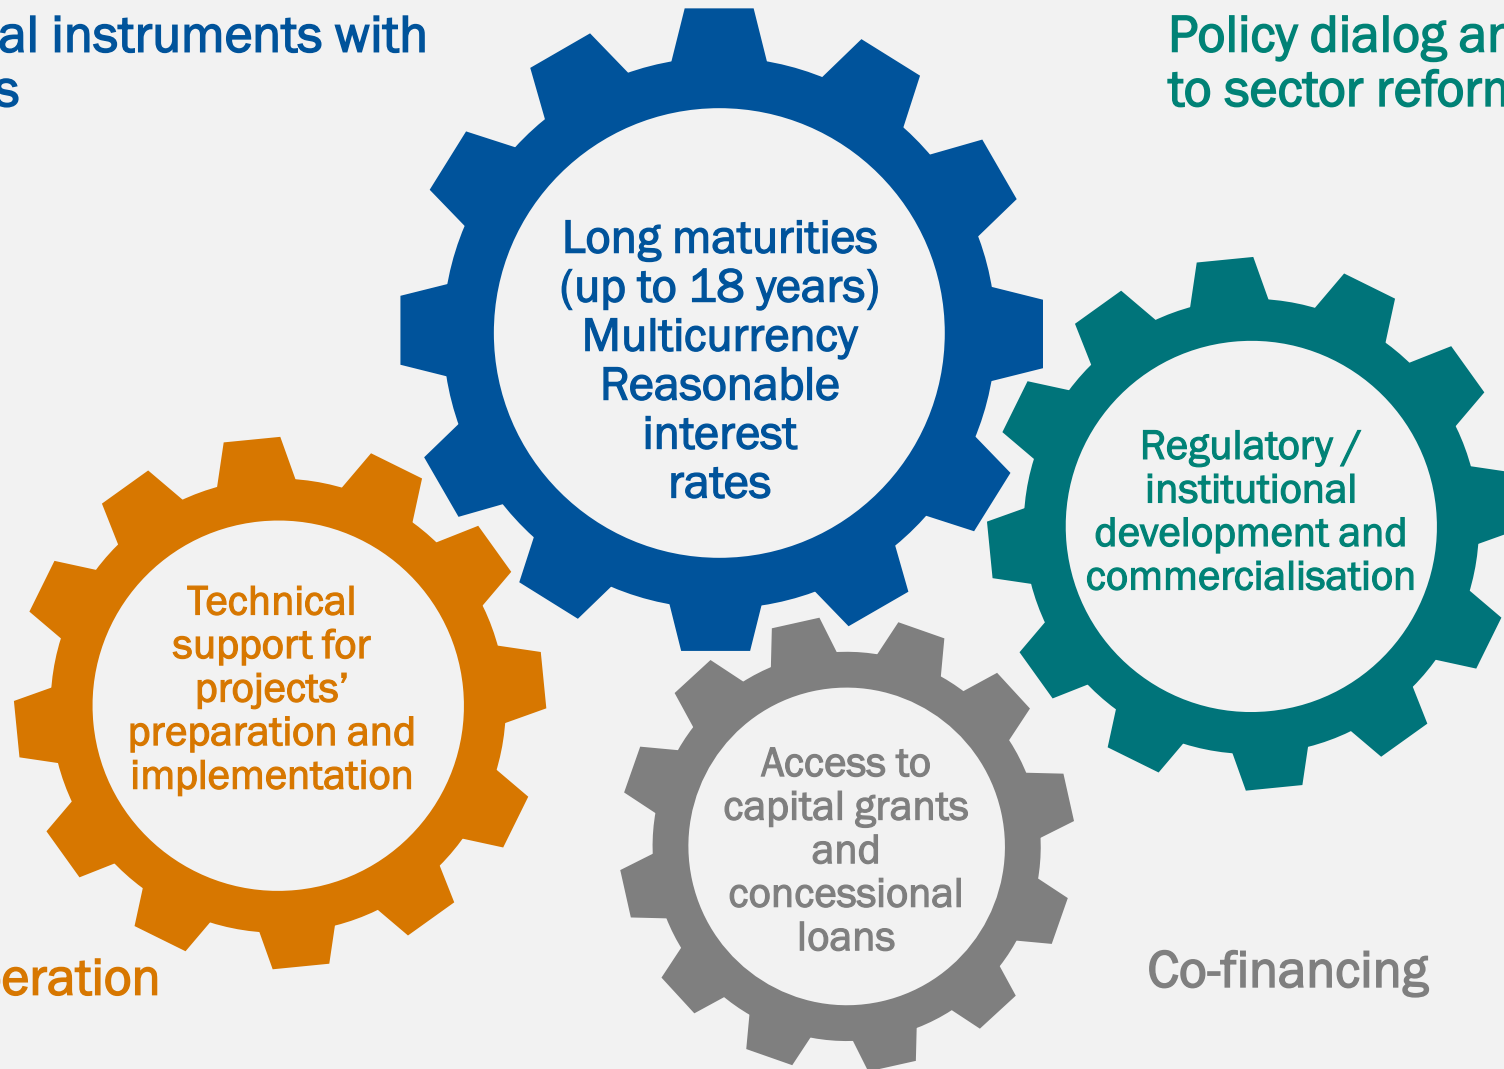 al instruments with
s
Policy dialog an
to sector reform
Long maturities
(up to 18 years)
Multicurrency
Reasonable
interest
rates
Regulatory /
institutional
development and
commercialisation
Technical
support for
projects’
preparation and
implementation
Access to
capital grants
and
concessional
loans
eration
Co-financing